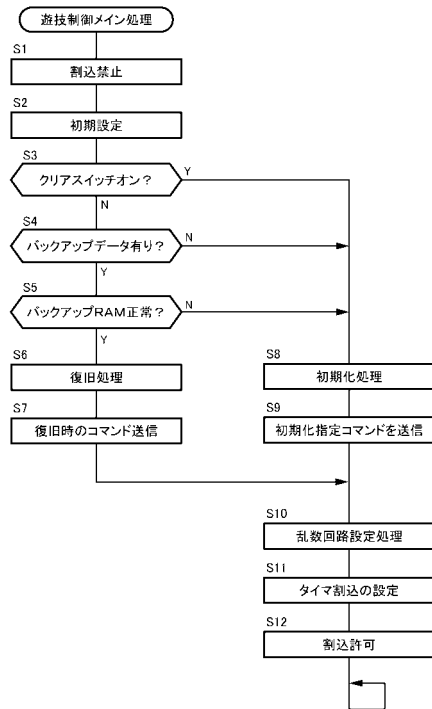 遊技制御メイン処理
S1
割込禁止
S2
初期設定
S3
クリアスイッチオン？
Y
N
S4
バックアップデータ有り？
N
Y
S5
バックアップRAM正常？
N
Y
S6
復旧処理
S7
復旧時のコマンド送信
S8
初期化処理
S9
初期化指定コマンドを送信
S10
乱数回路設定処理
S11
タイマ割込の設定
S12
割込許可